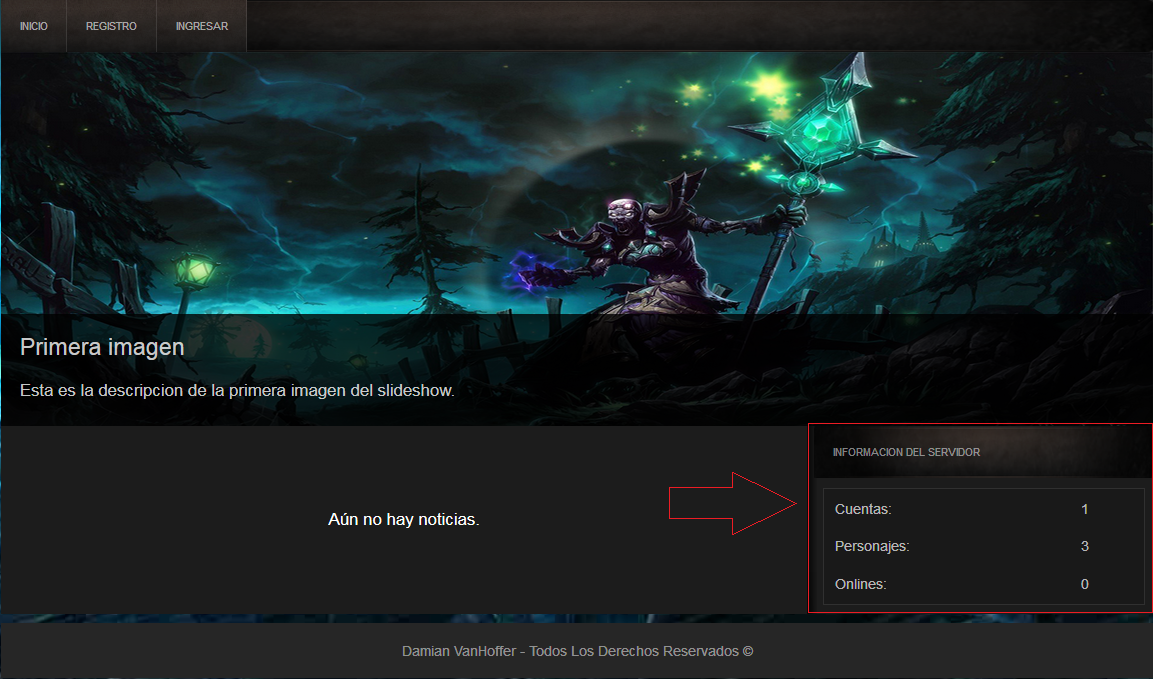 INICIO REGISTRO INGRESAR
Primera imagen
Esta es la descripcion de la primera imagen del slideshow.
Aún no hay noticias.
INFORMACION DEL SERVIDOR
Cuentas: 1
Personajes: 3
Onlines: 0
Damian VanHoffer - Todos Los Derechos Reservados ©